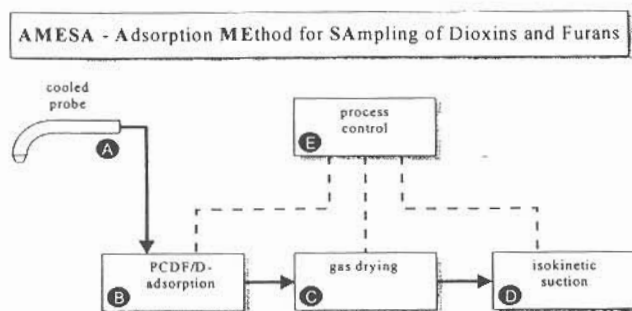 AMESA - Adsorption MEthod for SAmpling of Dioxins and Furans
cooled
probe
A
process
control
E
PCDF/D-
adsorption
B
gas drying
C
isokinetic
suction
D